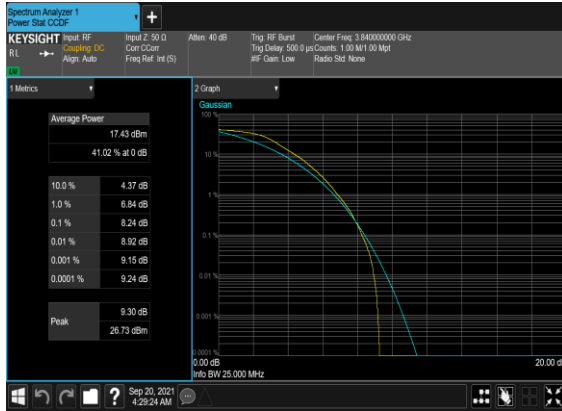 Spectrum Analyzer 1
Power Stat CCDF
+
KEYSIGHT Input: RF Input Z: 50 Ω Atten: 40 dB Trig: RF Burst Center Freq: 3.840000000 GHz
RL Coupling: DC Corr CCorr Trig Delay: 500.0 µs Counts: 1.00 M/1.00 Mpt
Align: Auto Freq Ref: Int (S) #IF Gain: Low Radio Std: None
LV
1 Metrics
2 Graph
Gaussian
Average Power
17.43 dBm
41.02 % at 0 dB
10.0 % 4.37 dB
1.0 % 6.84 dB
0.1 % 8.24 dB
0.01 % 8.92 dB
0.001 % 9.15 dB
0.0001 % 9.24 dB
Peak 9.30 dB
26.73 dBm
100 %
10 %
1 %
0.1 %
0.01 %
0.001 %
0.0001 %
0.00 dB 20.00 d
Info BW 25.000 MHz
? Sep 20, 2021
4:29:24 AM